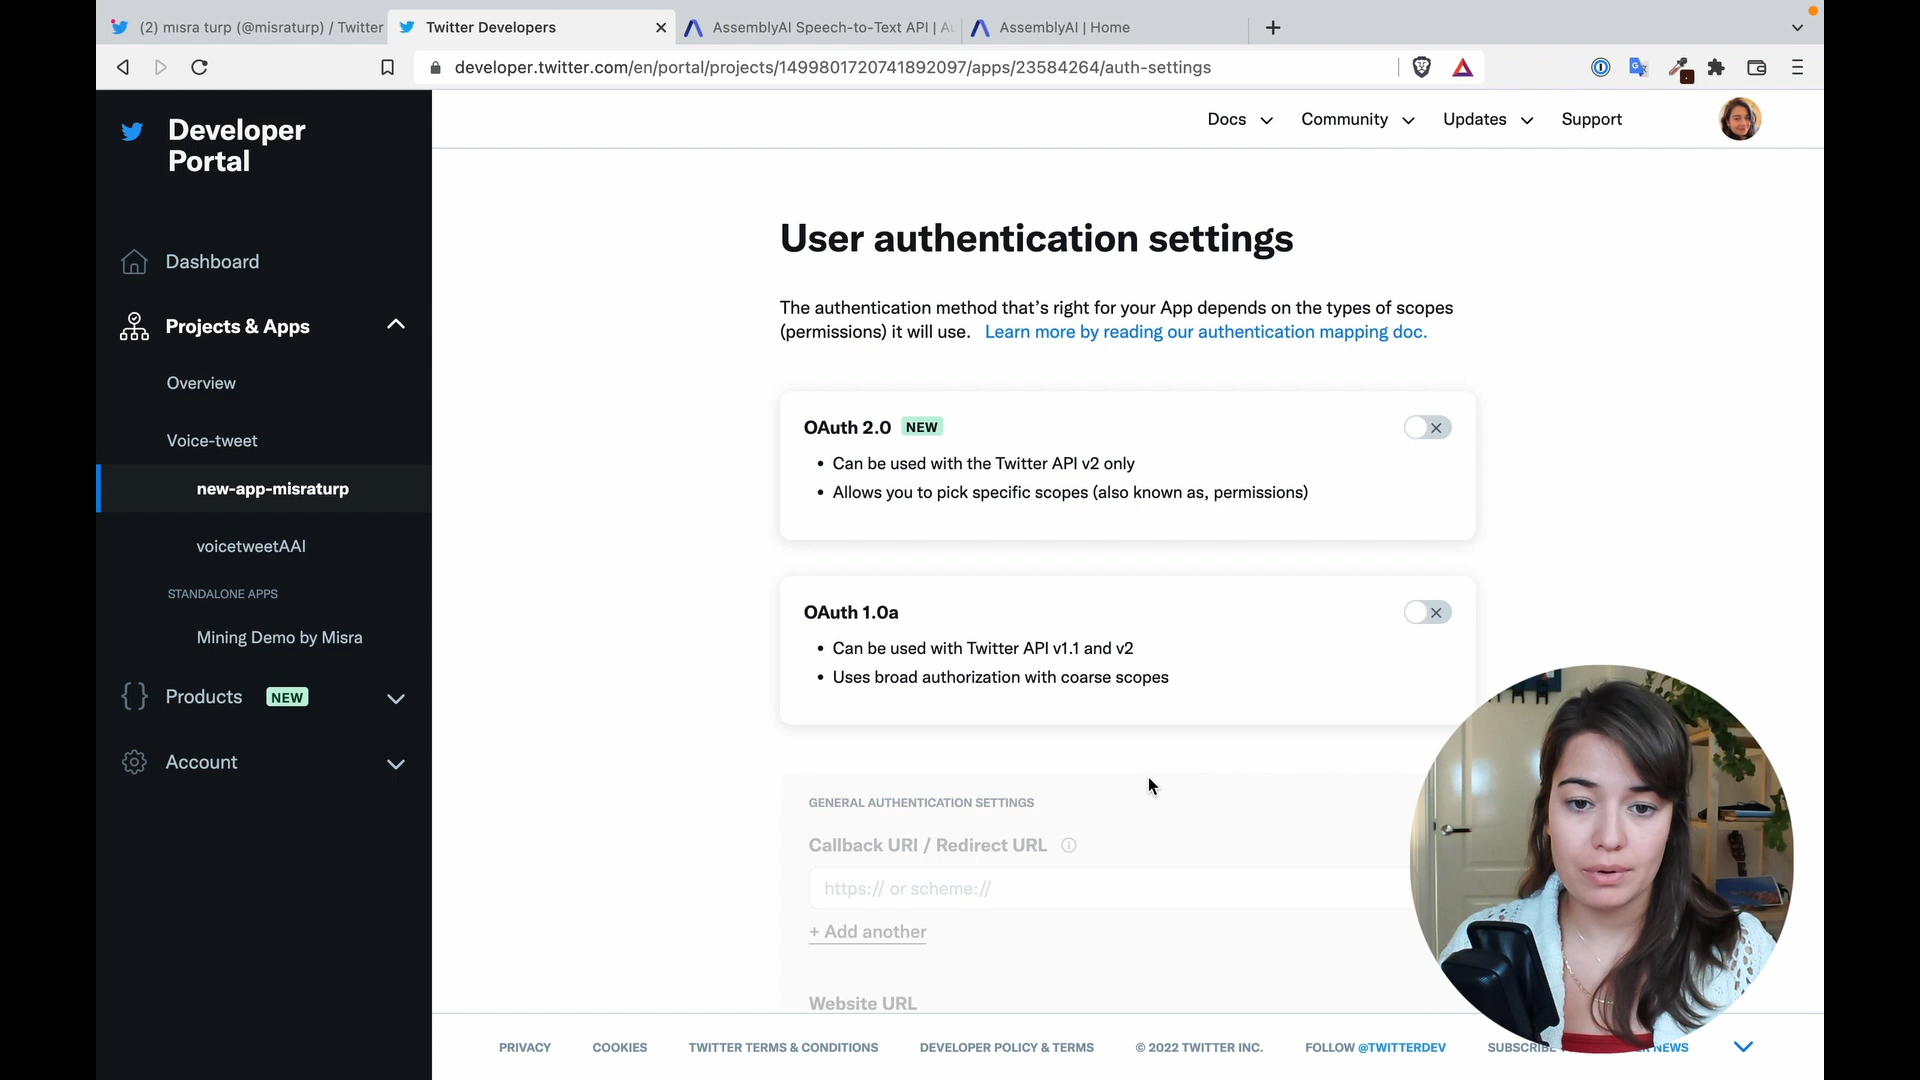 (2) mısra turp (@misraturp) / Twitter
Twitter Developers
AssemblyAI Speech-to-Text API | Au
AssemblyAI | Home
developer.twitter.com/en/portal/projects/1499801720741892097/apps/23584264/auth-settings
Developer
Portal
Docs
Community
Updates
Support
Dashboard
Projects & Apps
Overview
Voice-tweet
new-app-misraturp
voicetweetAAI
STANDALONE APPS
Mining Demo by Misra
Products NEW
Account
User authentication settings
The authentication method that’s right for your App depends on the types of scopes
(permissions) it will use. Learn more by reading our authentication mapping doc.
OAuth 2.0 NEW
• Can be used with the Twitter API v2 only
• Allows you to pick specific scopes (also known as, permissions)
OAuth 1.0a
• Can be used with Twitter API v1.1 and v2
• Uses broad authorization with coarse scopes
GENERAL AUTHENTICATION SETTINGS
Callback URI / Redirect URL
https:// or scheme://
+ Add another
Website URL
PRIVACY
COOKIES
TWITTER TERMS & CONDITIONS
DEVELOPER POLICY & TERMS
© 2022 TWITTER INC.
FOLLOW @TWITTERDEV
SUBSCRIBE NEWS